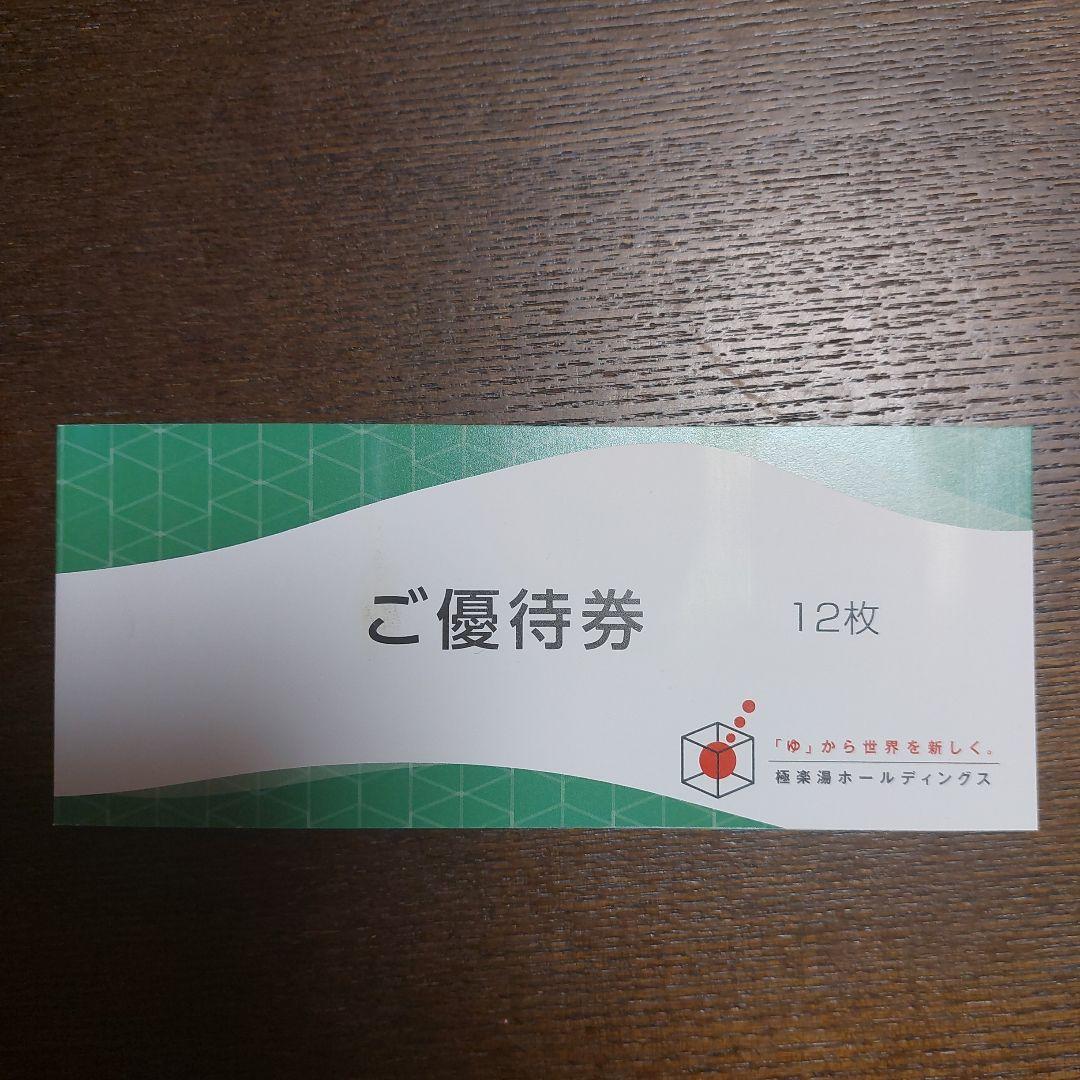 ご優待券
12枚
「ゆ」から世界を新しく。
極楽湯ホールディングス